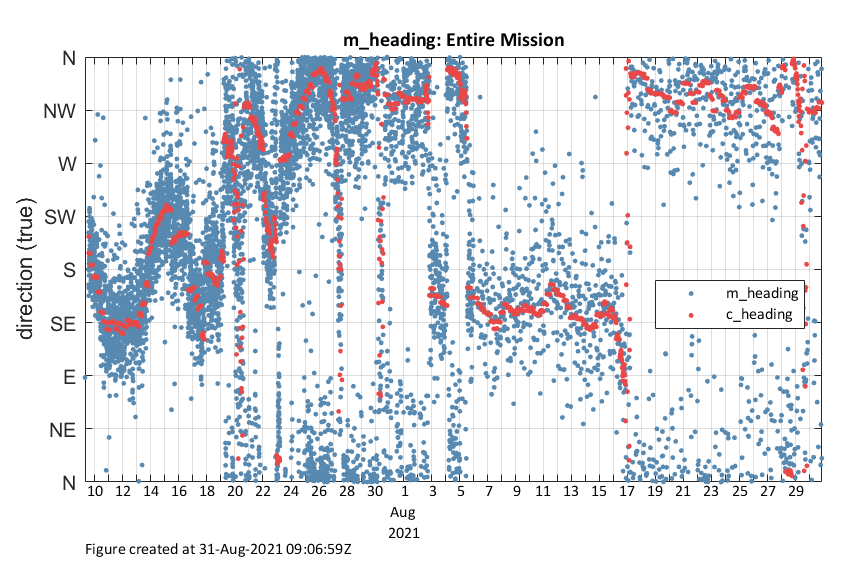 m_heading: Entire Mission
N
NW
W
SW
S
SE
E
NE
N
direction (true)
m_heading
c_heading
10 12 14 16 18 20 22 24 26 28 30 1 3 5 7 9 11 13 15 17 19 21 23 25 27 29
Aug
2021
Figure created at 31-Aug-2021 09:06:59Z